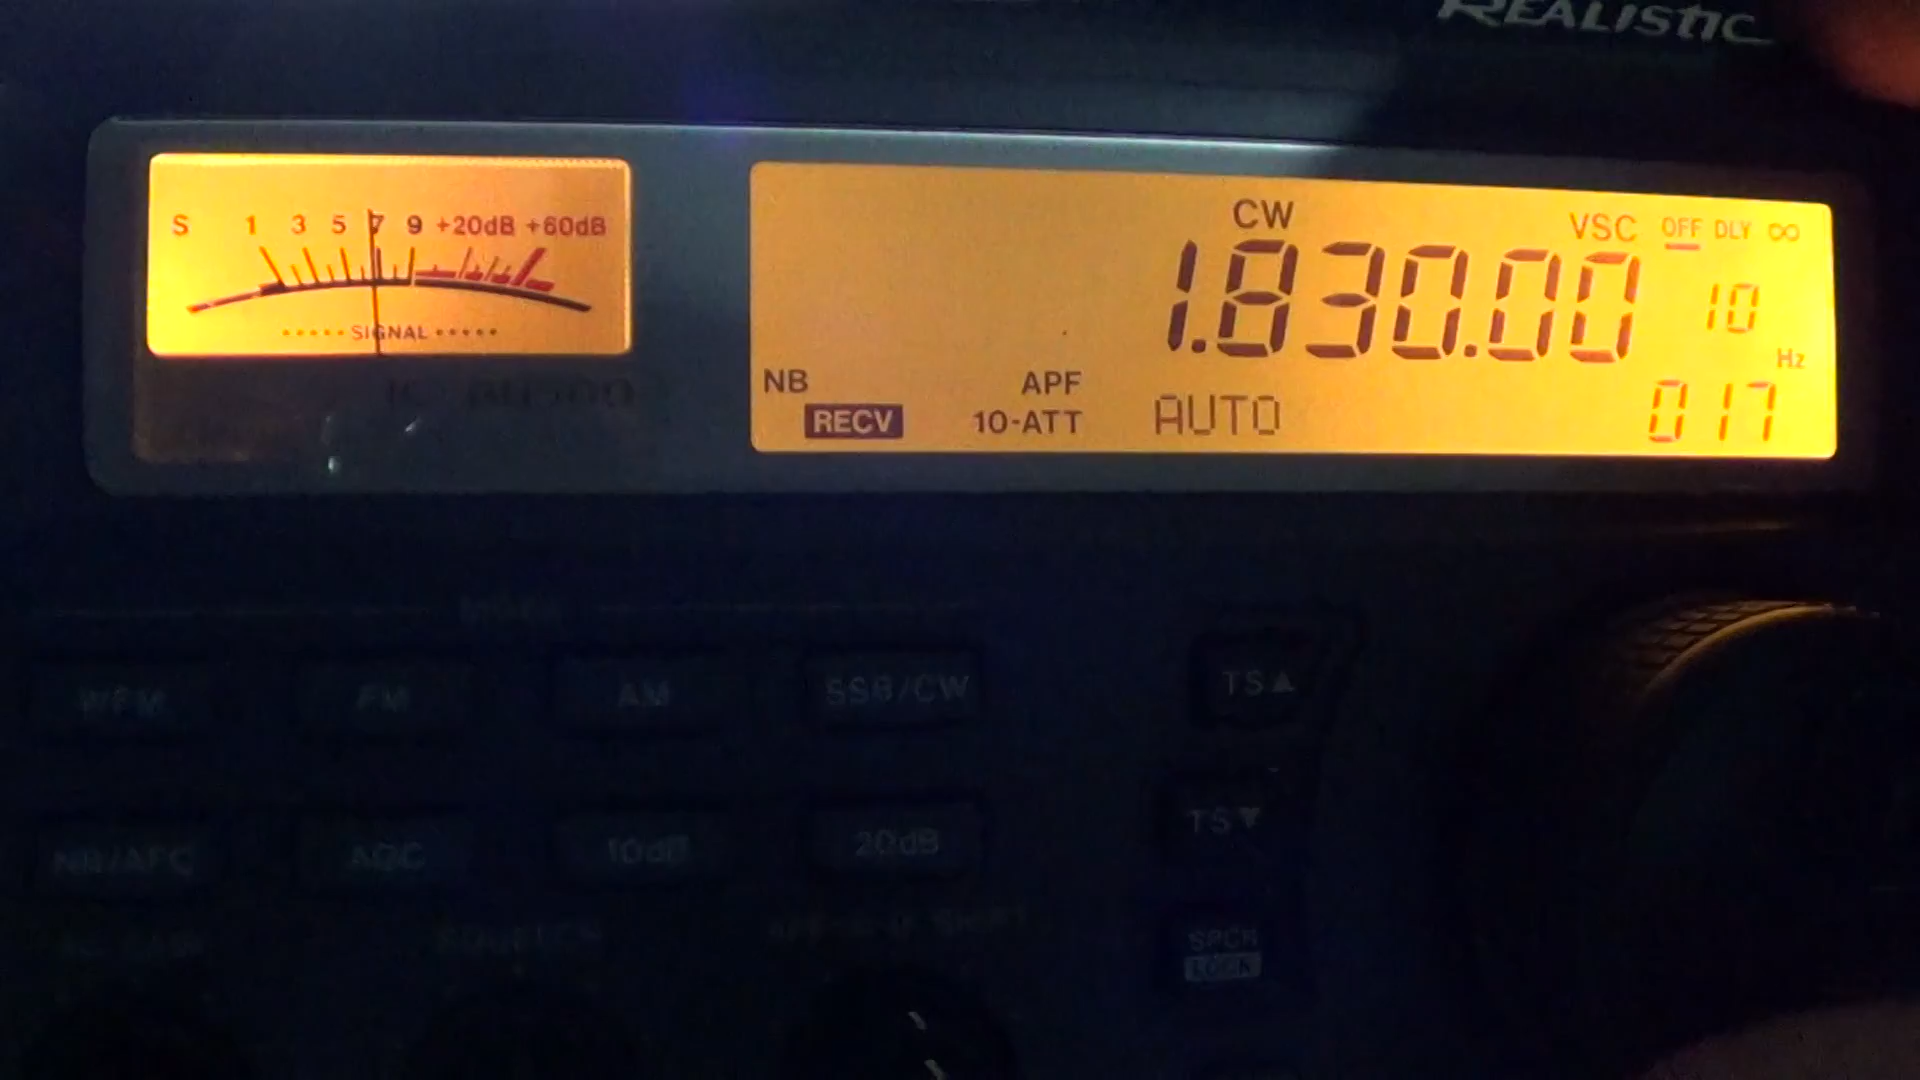 REALISTIC
S 1 3 5 7 9 +20dB +60dB
SIGNAL
CW VSC OFF DLY ∞
1.830.00 10
Hz
NB APF
RECV 10-ATT AUTO 017
WFM FM AM SSB/CW TS▲
NB/AFC AGC 10dB 20dB TS▼
SPCH
LOCK